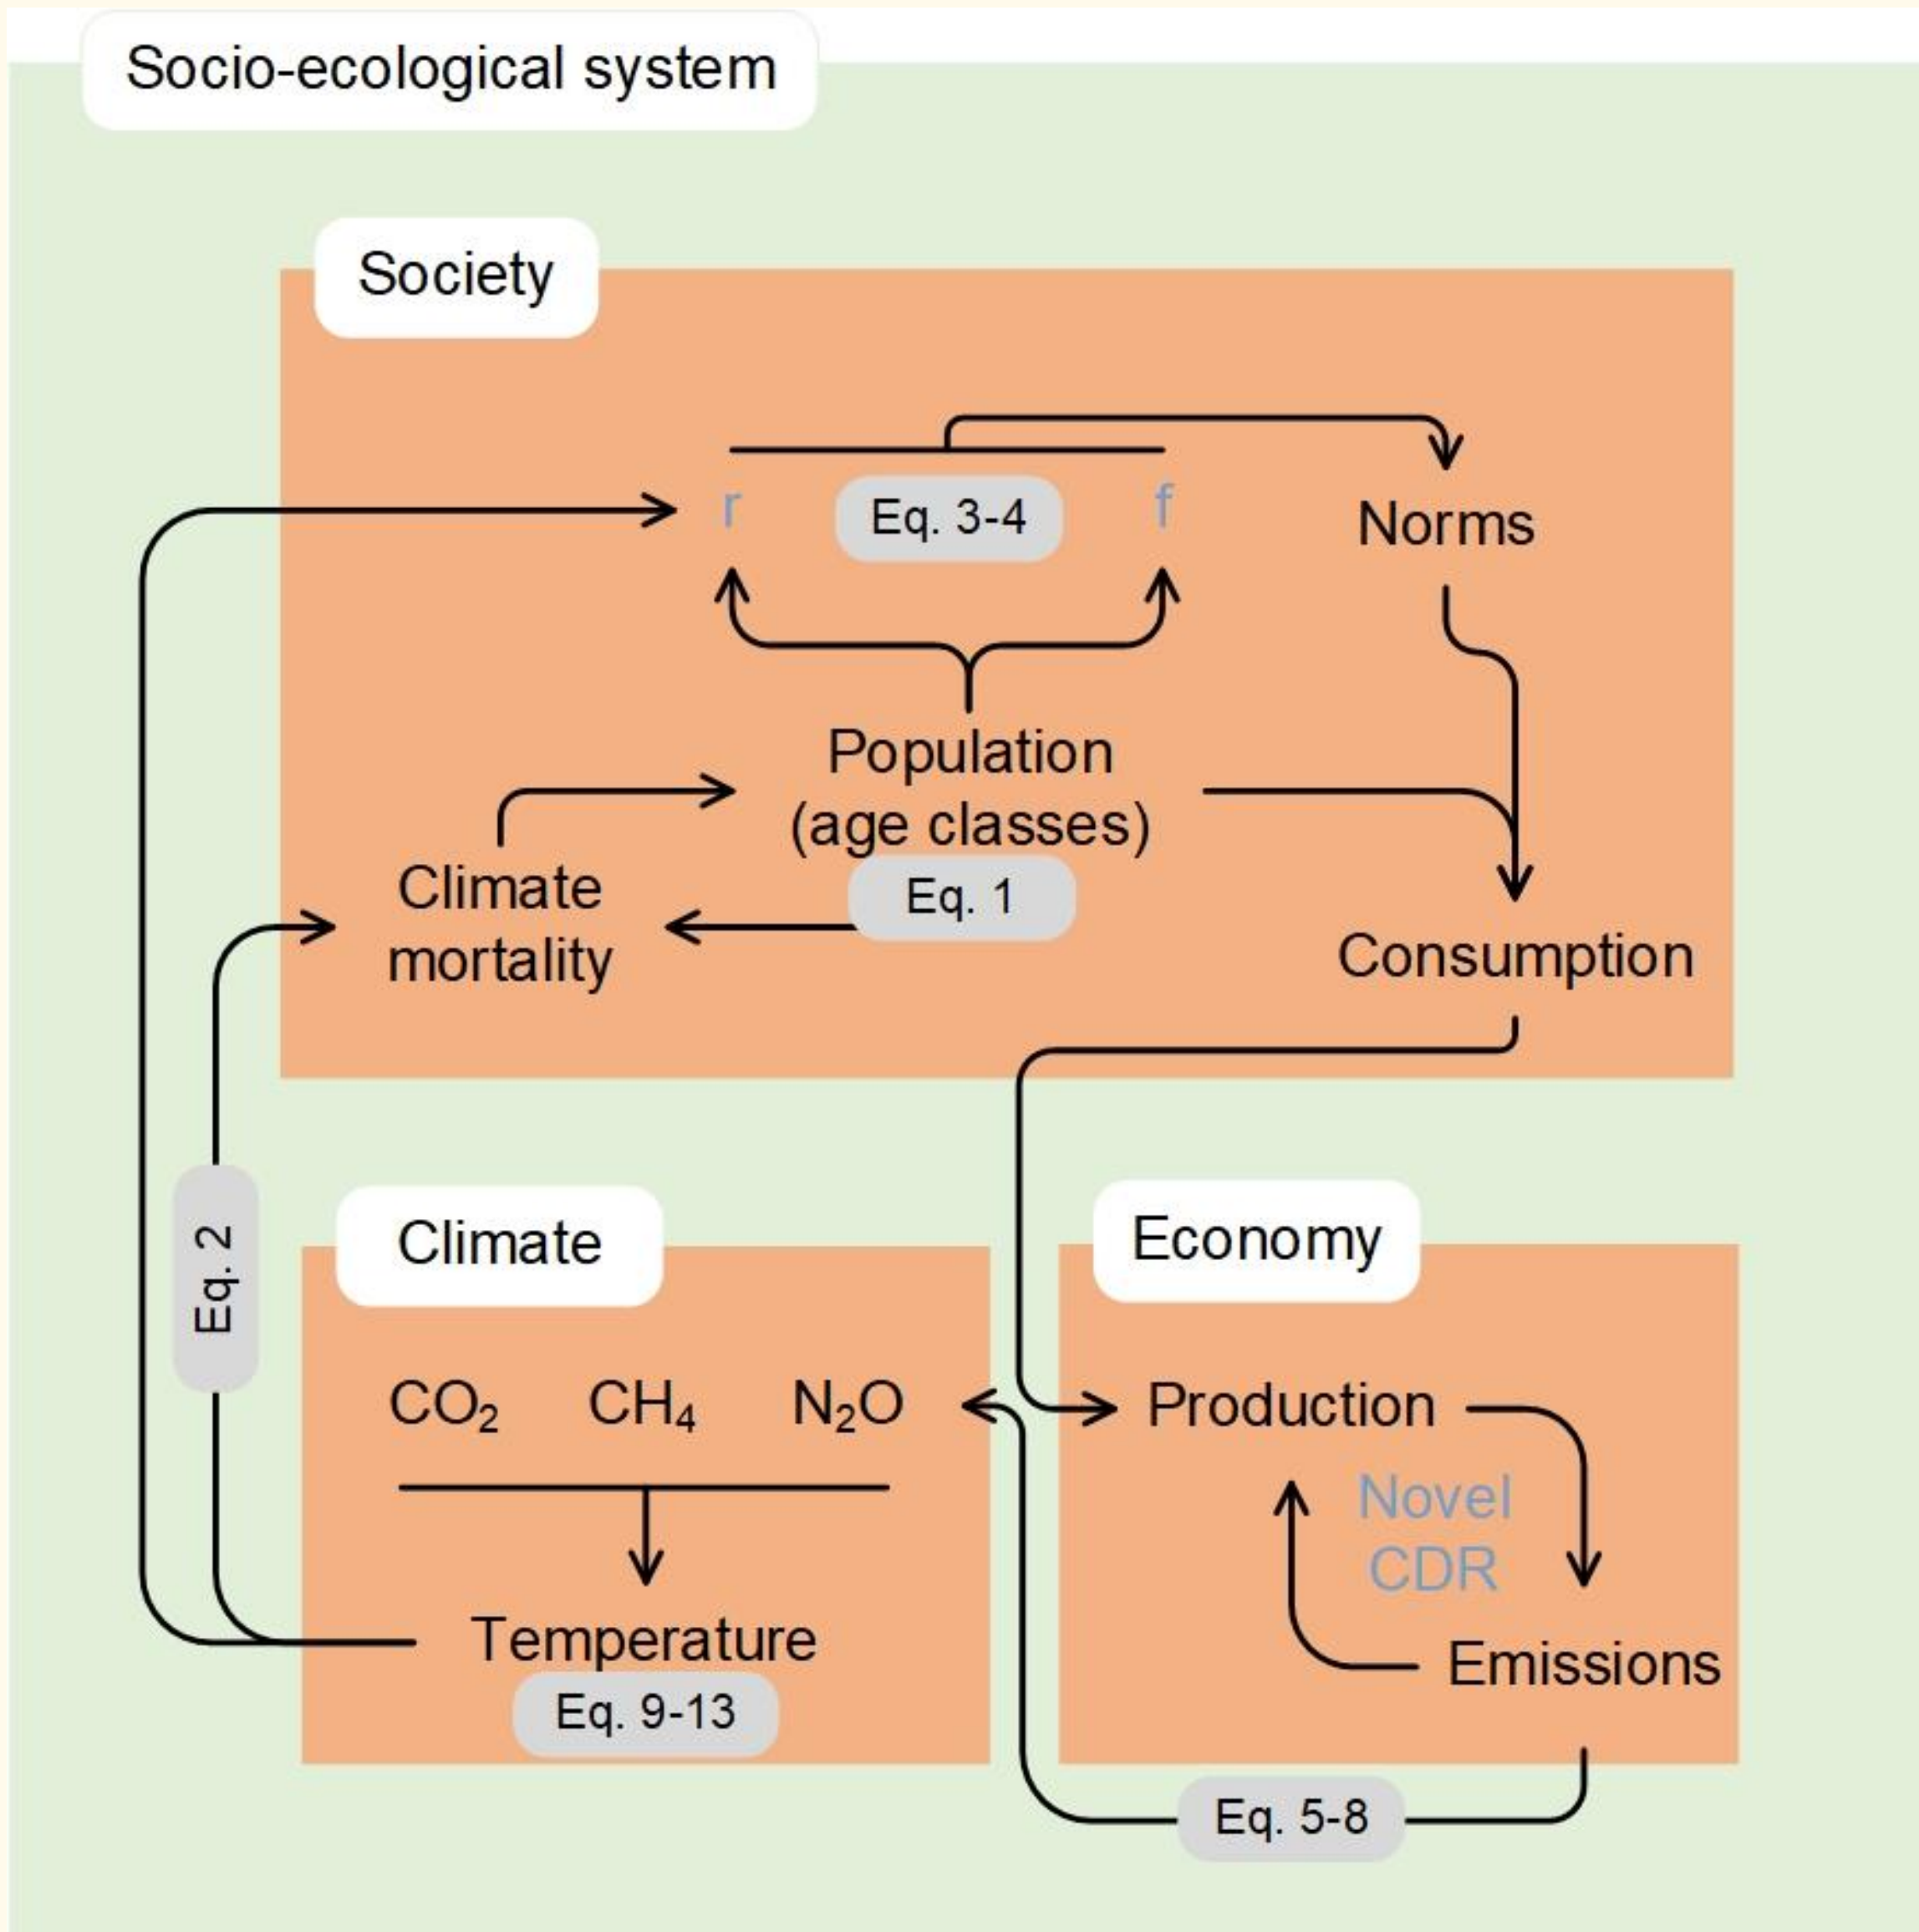 Socio-ecological system
Society
r
Eq. 3-4
f
Norms
Population
(age classes)
Eq. 1
Climate
mortality
Consumption
Eq. 2
Climate
CO₂ CH₄ N₂O
Temperature
Eq. 9-13
Economy
Production
Novel
CDR
Emissions
Eq. 5-8